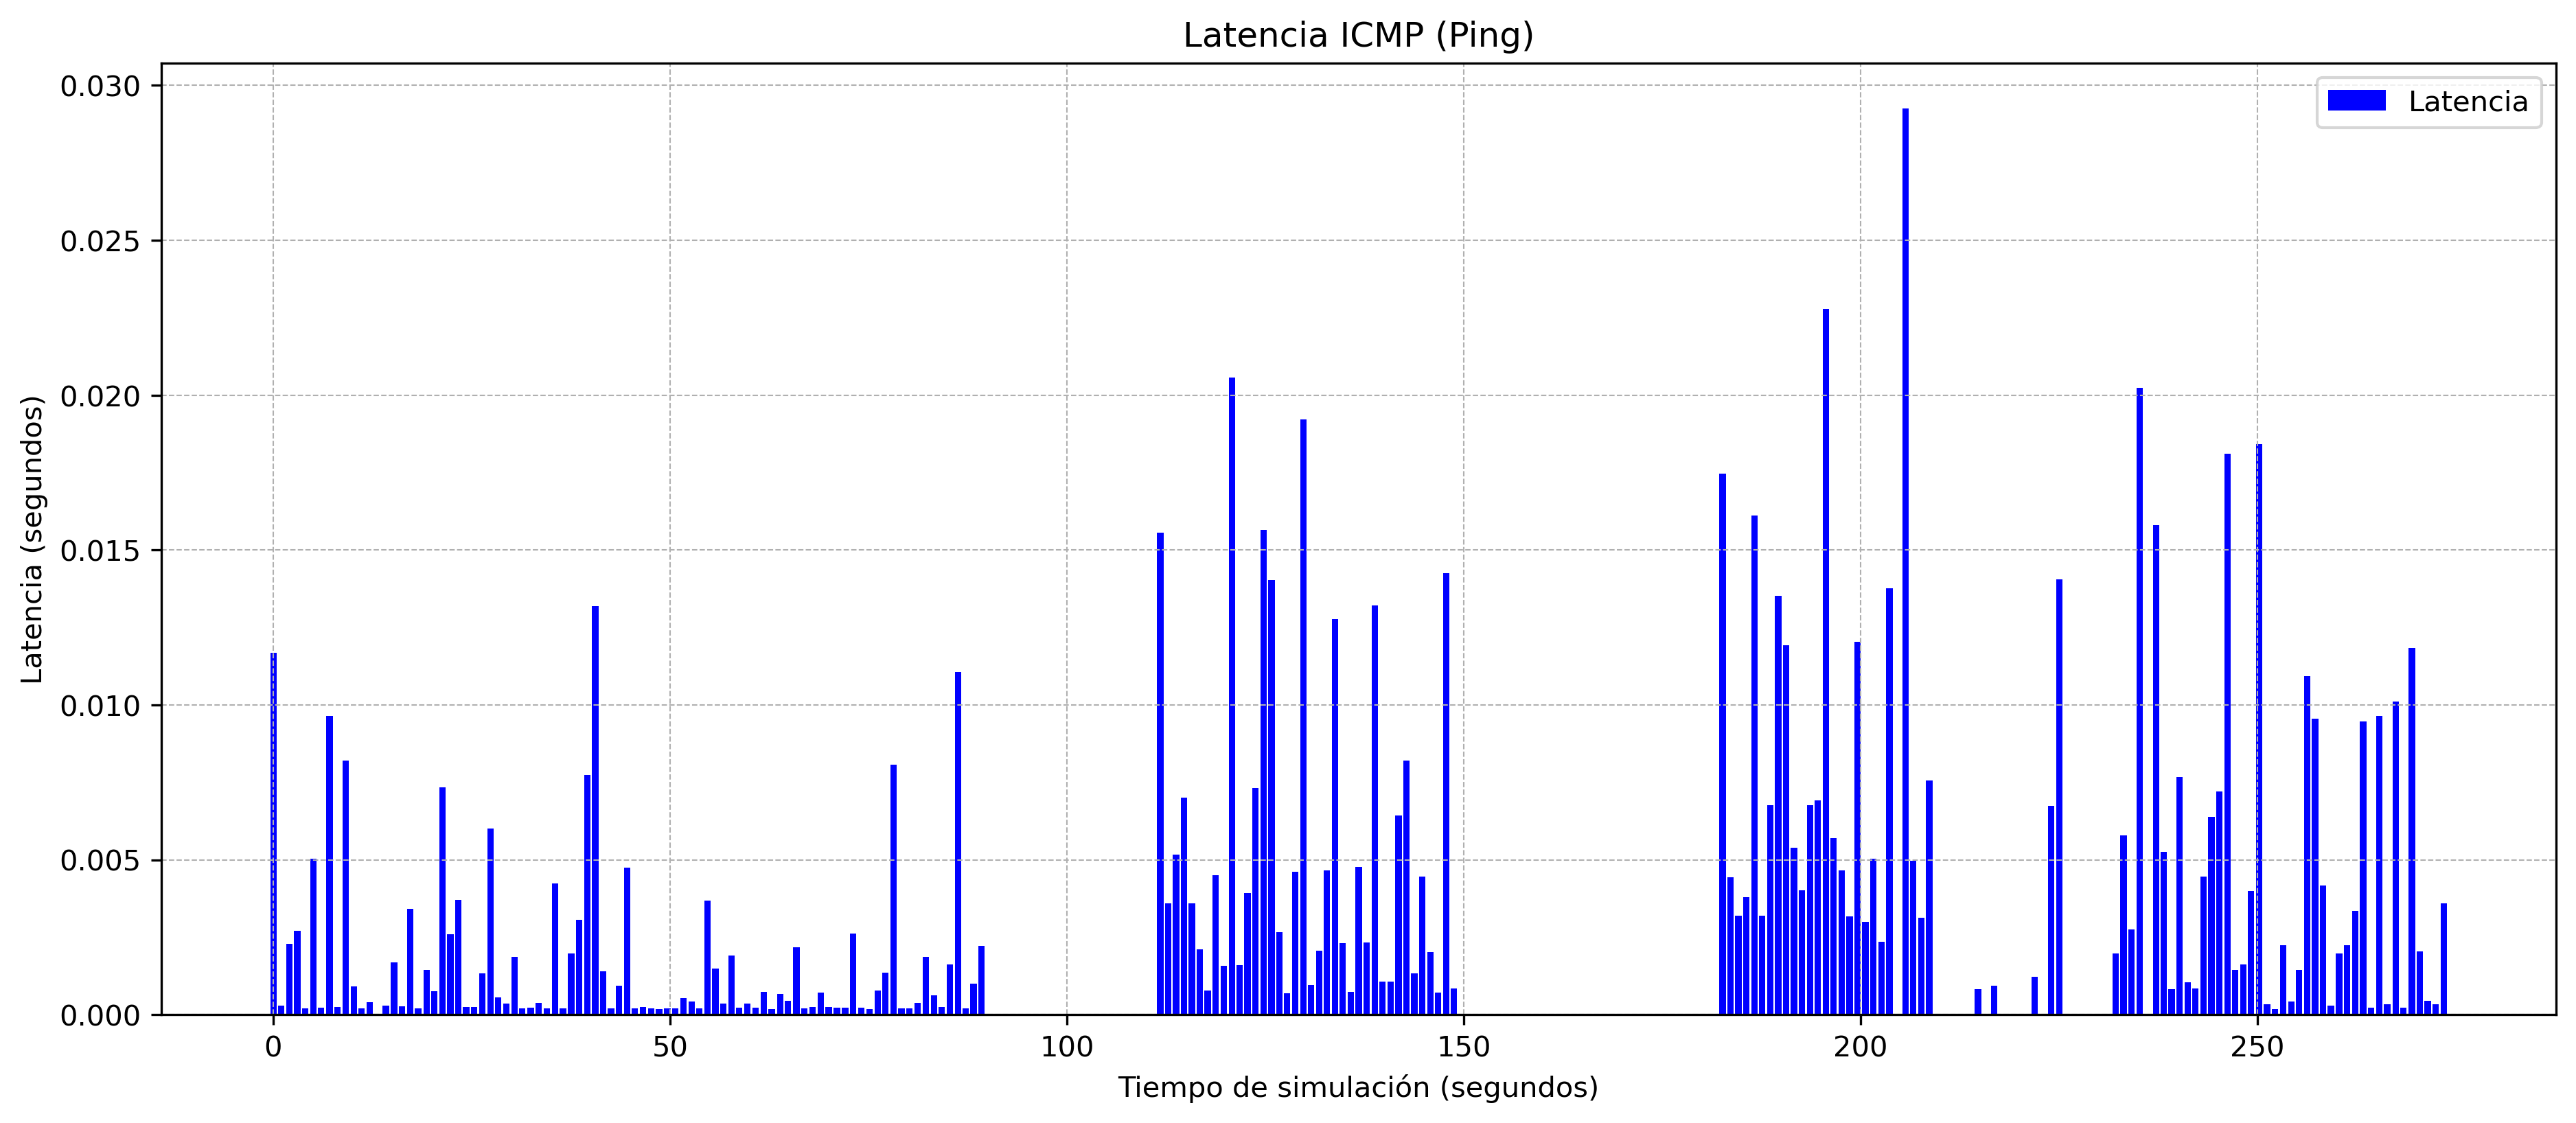 Latencia ICMP (Ping)
Latencia
Latencia (segundos)
0.030
0.025
0.020
0.015
0.010
0.005
0.000
0 50 100 150 200 250
Tiempo de simulación (segundos)